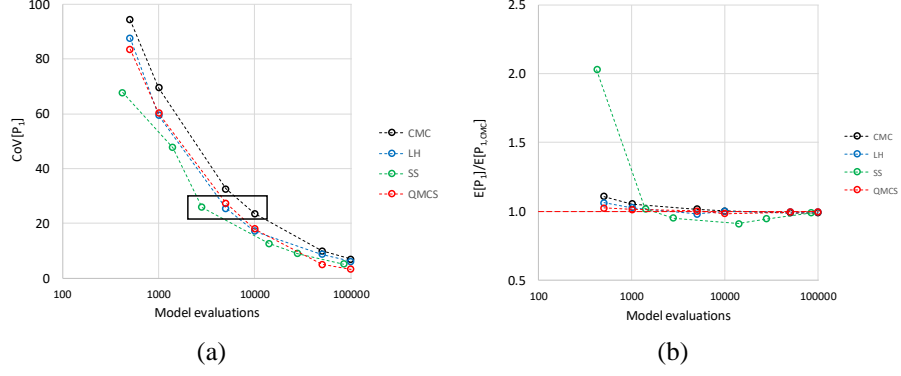 100
80
60
40
20
0
CoV[P1]
100
1000
10000
100000
Model evaluations
CMC
LH
SS
QMCS
(a)
2.5
2.0
1.5
1.0
0.5
E[P1]/E[P1,CMC]
100
1000
10000
100000
Model evaluations
CMC
LH
SS
QMCS
(b)